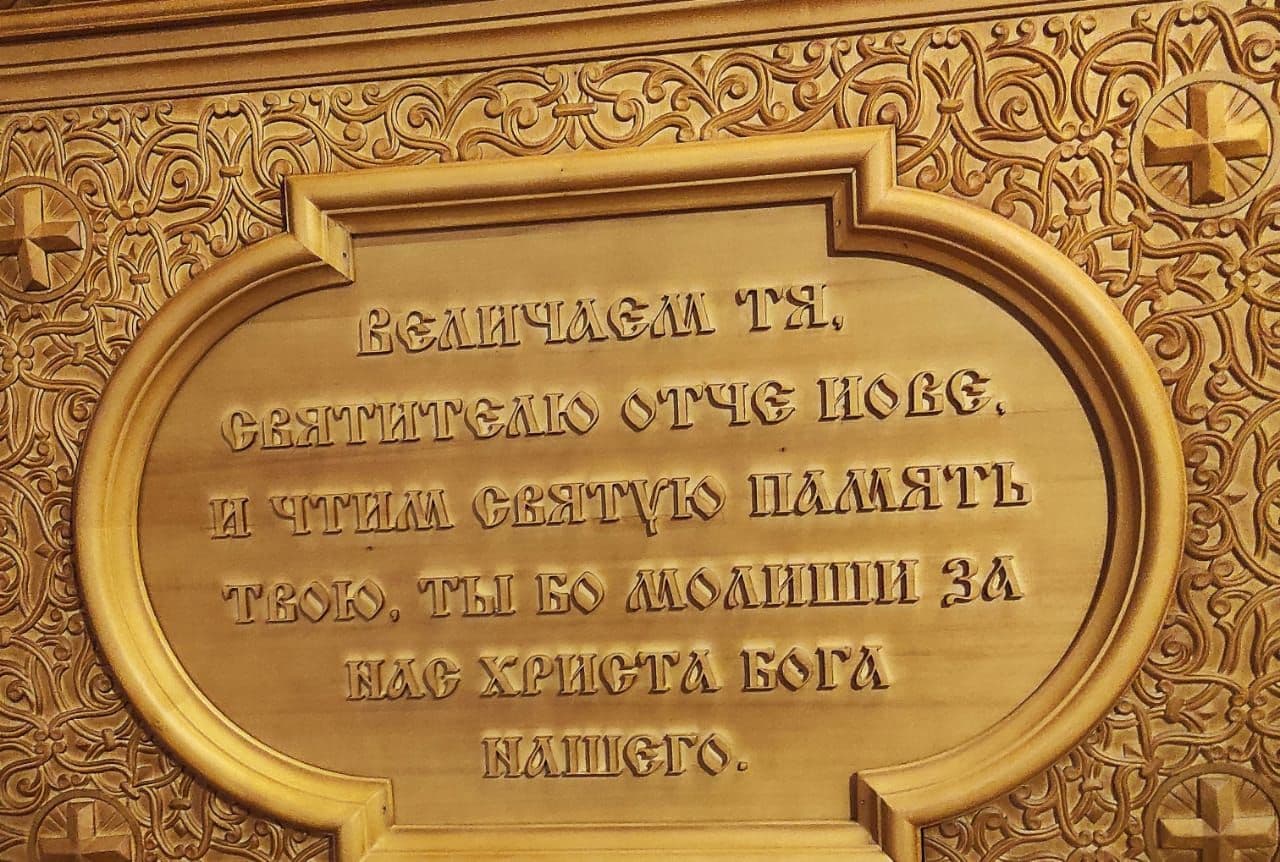 ВЕЛИЧАЕМ ТЯ,
СВЯТИТЕЛЮ ОТЧЕ ИОВЕ,
И ЧТИМ СВЯТУЮ ПАМЯТЬ
ТВОЮ, ТЫ БО МОЛИШИ ЗА
НАС ХРИСТА БОГА
НАШЕГО.